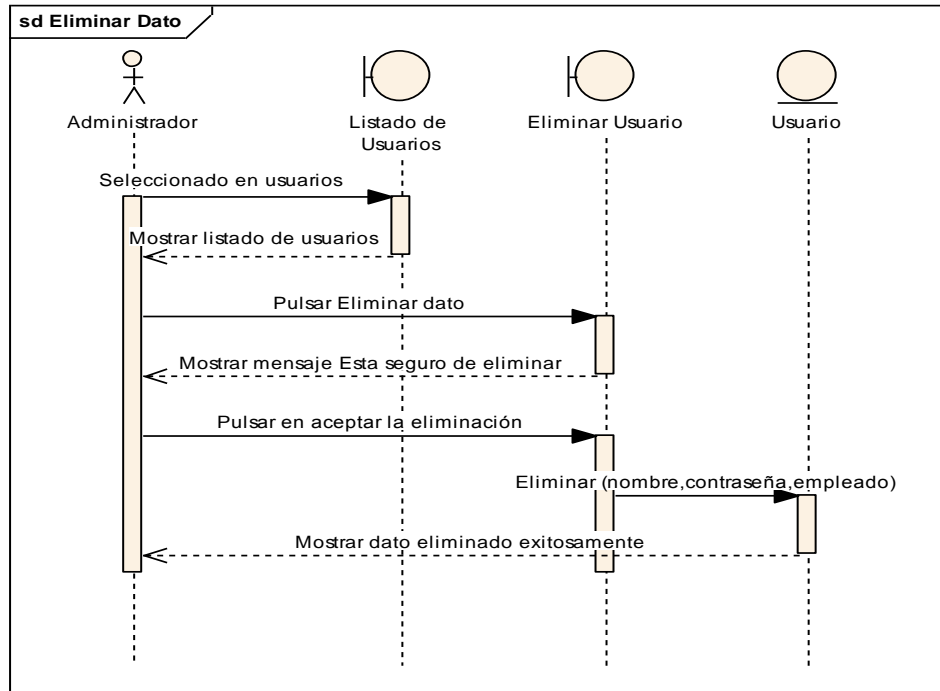 sd Eliminar Dato
Administrador
Listado de
Usuarios
Eliminar Usuario
Usuario
Seleccionado en usuarios
Mostrar listado de usuarios
Pulsar Eliminar dato
Mostrar mensaje Esta seguro de eliminar
Pulsar en aceptar la eliminación
Eliminar (nombre,contraseña,empleado)
Mostrar dato eliminado exitosamente